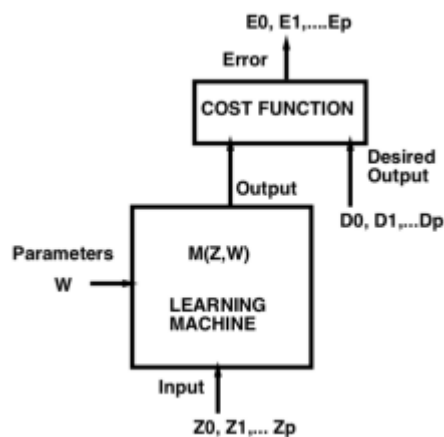 E0, E1,....Ep
Error
COST FUNCTION
Output
Desired
Output
D0, D1,...Dp
Parameters
W
M(Z,W)
LEARNING
MACHINE
Input
Z0, Z1,... Zp